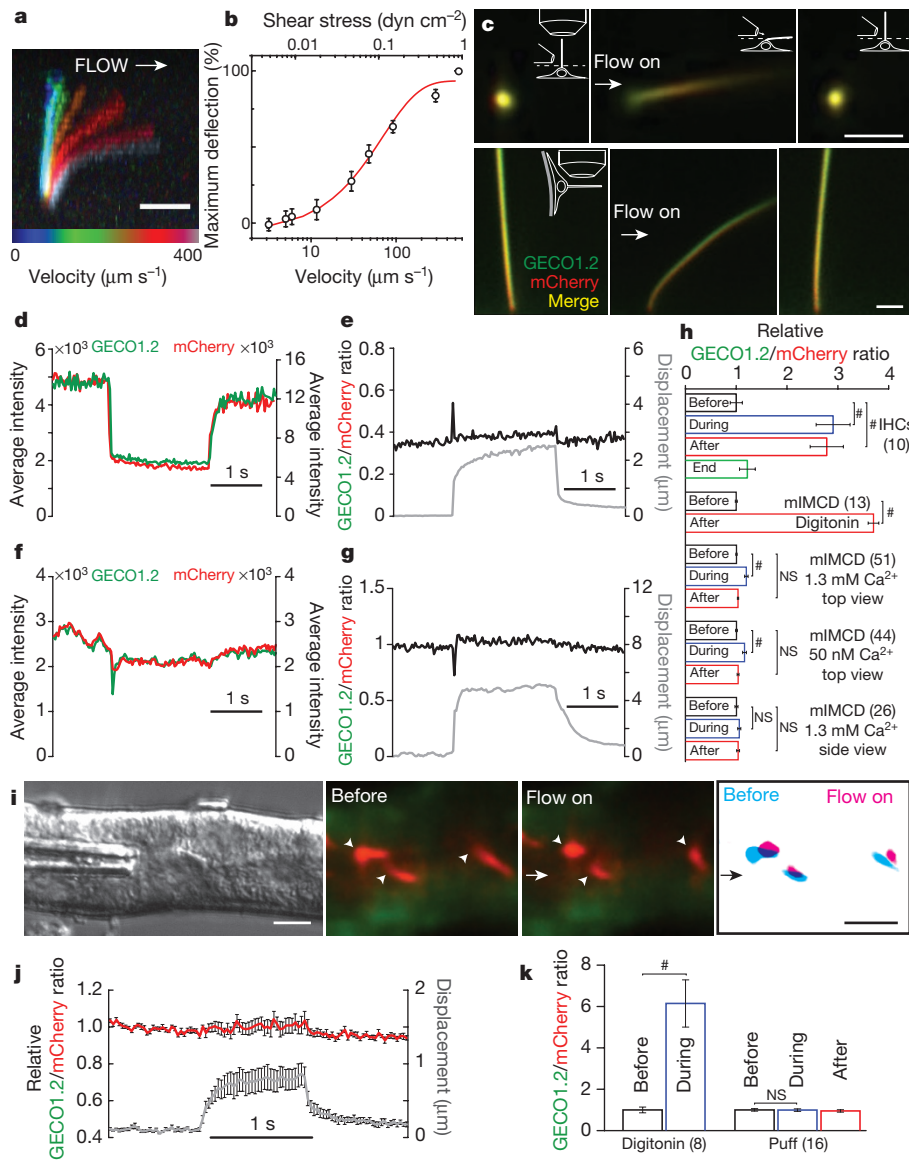 a
FLOW
0
400
Velocity (μm s−1)
b
Shear stress (dyn cm−2)
0.01
0.1
1
Maximum deflection (%)
100
0
10
100
Velocity (μm s−1)
c
Flow on
Flow on
GECO1.2
mCherry
Merge
d
×10³ GECO1.2 mCherry ×10³
Average intensity
6
4
2
0
16
12
8
4
0
Average intensity
1 s
e
GECO1.2/mCherry ratio
0.8
0.6
0.4
0.2
0
6
4
2
0
Displacement (μm)
1 s
f
×10³ GECO1.2 mCherry ×10³
Average intensity
4
3
2
1
0
4
3
2
1
0
Average intensity
1 s
g
GECO1.2/mCherry ratio
1.5
1
0.5
0
12
8
4
0
Displacement (μm)
1 s
h
Relative
GECO1.2/mCherry ratio
0 1 2 3 4
Before
During
After
End
#
# IHCs
(10)
Before
After
mIMCD (13)
Digitonin
#
Before
During
After
#
NS
mIMCD (51)
1.3 mM Ca2+
top view
Before
During
After
#
NS
mIMCD (44)
50 nM Ca2+
top view
Before
During
After
NS
NS
mIMCD (26)
1.3 mM Ca2+
side view
i
Before
Flow on
Before
Flow on
j
Relative
GECO1.2/mCherry ratio
1.2
1.0
0.8
0.6
0.4
2
1
0
Displacement (μm)
1 s
k
GECO1.2/mCherry ratio
8
6
4
2
0
#
Before
During
Before
During
After
NS
Digitonin (8)
Puff (16)